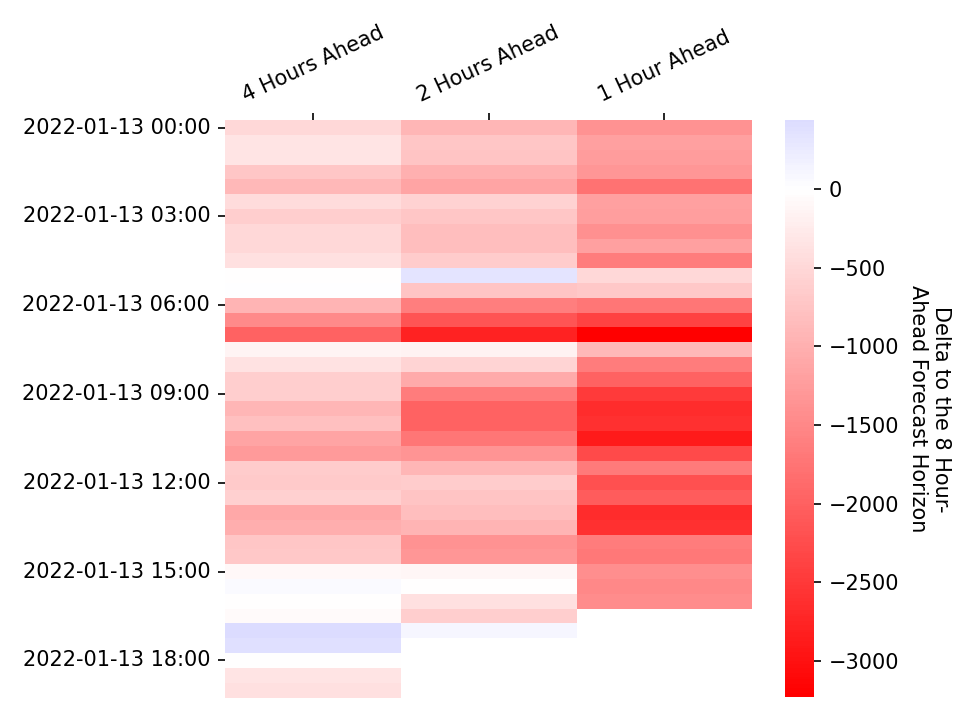 4 Hours Ahead
2 Hours Ahead
1 Hour Ahead
2022-01-13 00:00
2022-01-13 03:00
2022-01-13 06:00
2022-01-13 09:00
2022-01-13 12:00
2022-01-13 15:00
2022-01-13 18:00
0
−500
−1000
−1500
−2000
−2500
−3000
Delta to the 8 Hour-
Ahead Forecast Horizon